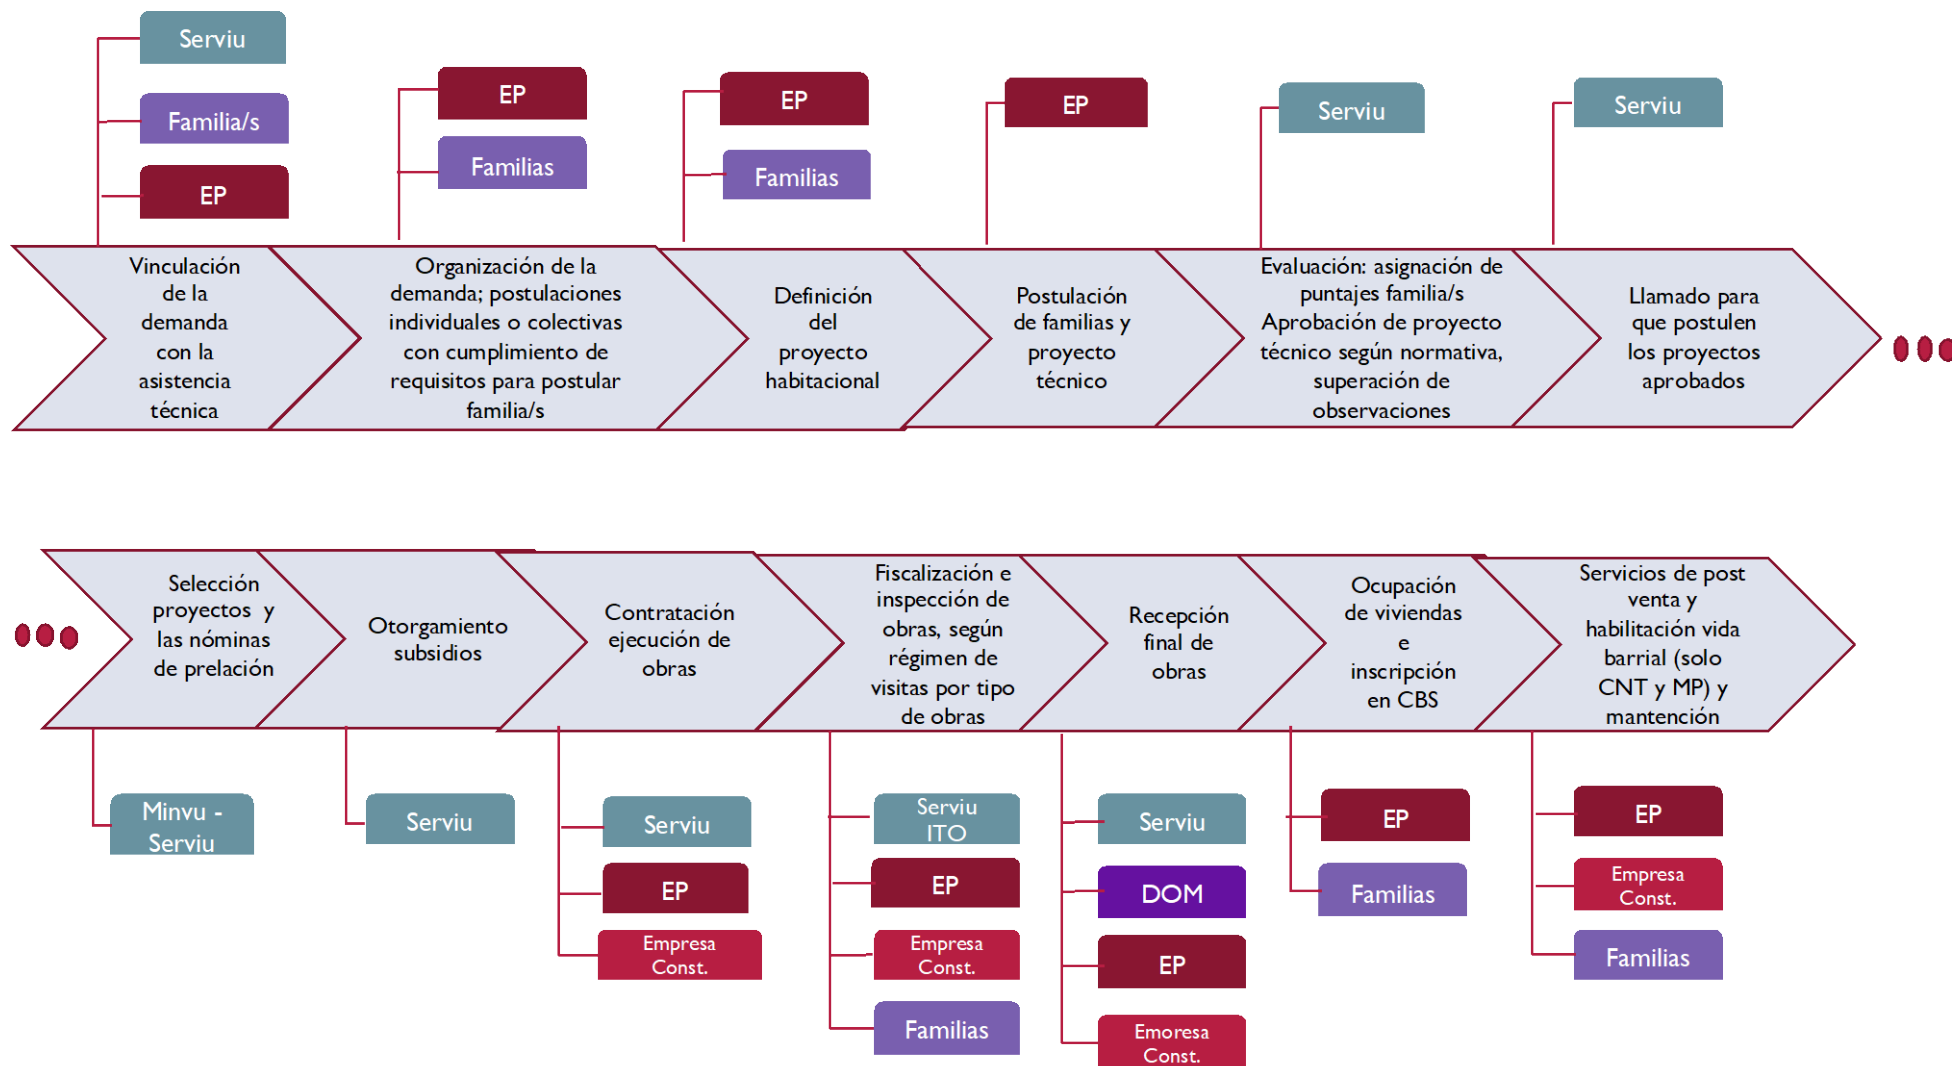 Serviu
Familia/s
EP
EP
Familias
EP
Familias
EP
Serviu
Serviu
Vinculación
de la
demanda
con la
asistencia
técnica
Organización de la
demanda; postulaciones
individuales o colectivas
con cumplimiento de
requisitos para postular
familia/s
Definición
del
proyecto
habitacional
Postulación
de familias y
proyecto
técnico
Evaluación: asignación de
puntajes familia/s
Aprobación de proyecto
técnico según normativa,
superación de
observaciones
Llamado para
que postulen
los proyectos
aprobados
Selección
proyectos y
las nóminas
de prelación
Otorgamiento
subsidios
Contratación
ejecución de
obras
Fiscalización e
inspección de
obras, según
régimen de
visitas por tipo
de obras
Recepción
final de
obras
Ocupación
de viviendas
e
inscripción
en CBS
Servicios de post
venta y
habilitación vida
barrial (solo
CNT y MP) y
mantención
Minvu -
Serviu
Serviu
Serviu
EP
Empresa
Const.
Serviu
ITO
EP
Empresa
Const.
Familias
Serviu
DOM
EP
Emoresa
Const.
EP
Familias
EP
Empresa
Const.
Familias